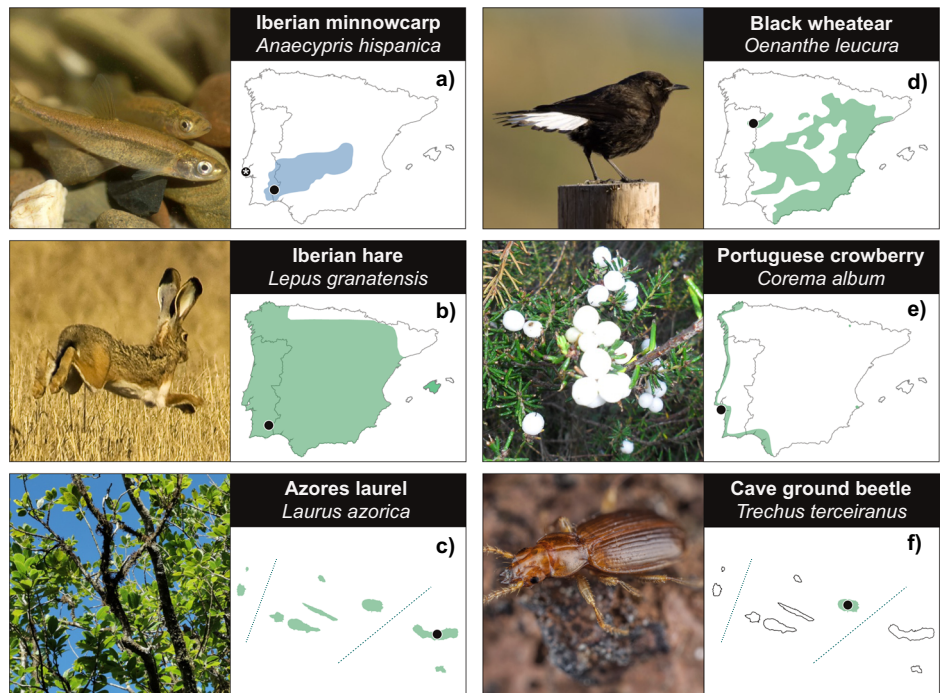 Iberian minnowcarp
Anaecypris hispanica
a)
Black wheatear
Oenanthe leucura
d)
Iberian hare
Lepus granatensis
b)
Portuguese crowberry
Corema album
e)
Azores laurel
Laurus azorica
c)
Cave ground beetle
Trechus terceiranus
f)